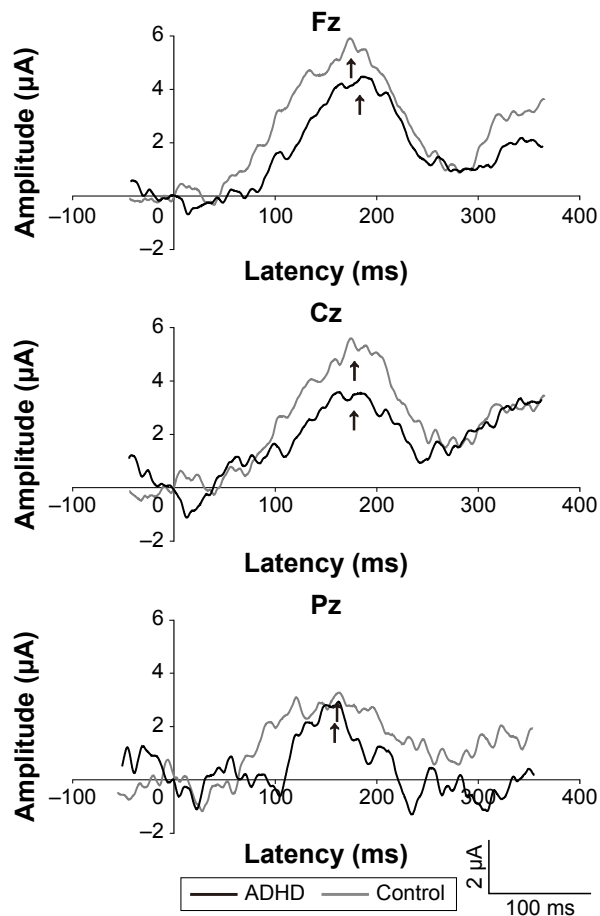 Fz
Amplitude (µA)
6
4
2
0
–2
–100
100
200
300
400
Latency (ms)
Cz
Amplitude (µA)
6
4
2
0
–2
–100
100
200
300
400
Latency (ms)
Pz
Amplitude (µA)
6
4
2
0
–2
–100
100
200
300
400
Latency (ms)
ADHD
Control
2 µA
100 ms